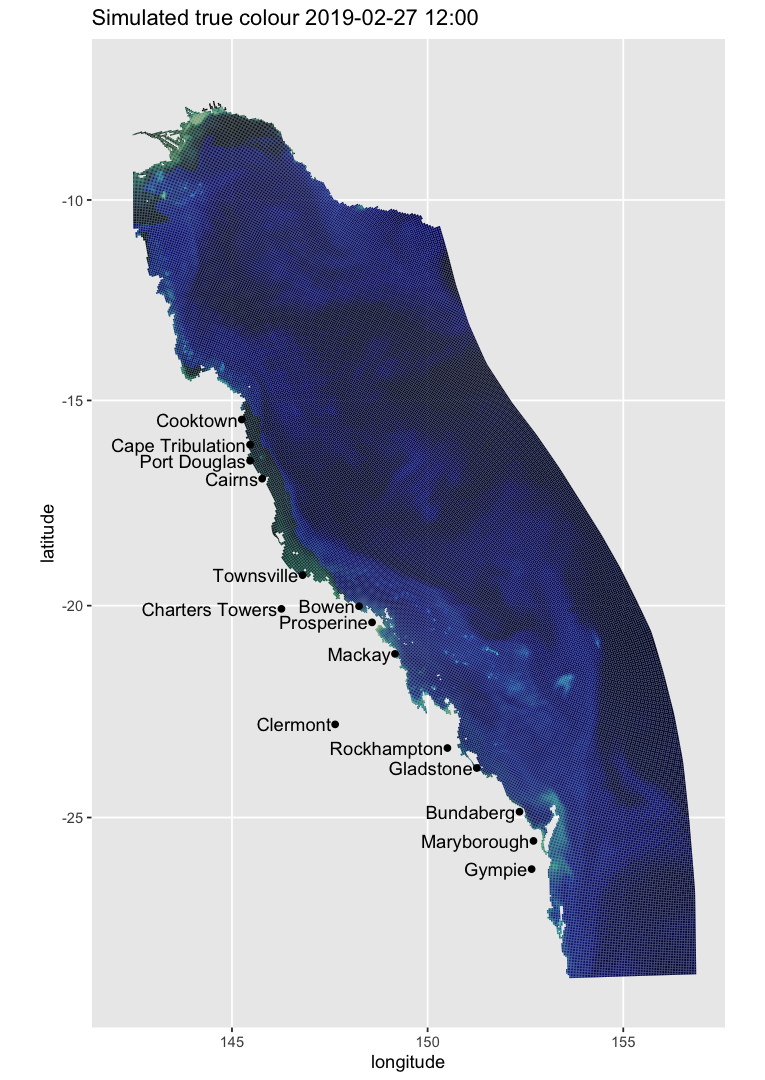 Simulated true colour 2019-02-27 12:00
-10
-15
Cooktown
Cape Tribulation
Port Douglas
Cairns
Townsville
-20
Charters Towers
Bowen
Prosperine
Mackay
Clermont
Rockhampton
Gladstone
-25
Bundaberg
Maryborough
Gympie
latitude
145
150
155
longitude